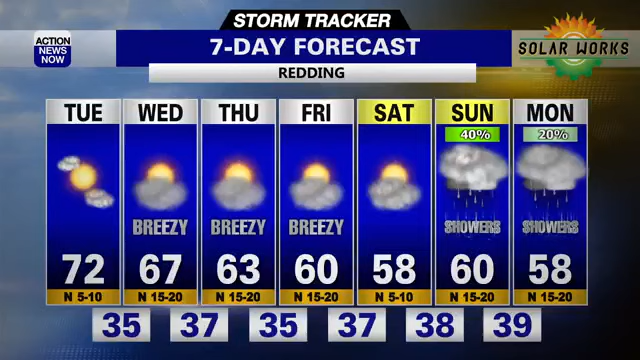 STORM TRACKER
ACTION
NEWS
NOW
7-DAY FORECAST
SOLAR WORKS
REDDING
TUE WED THU FRI SAT SUN MON
40% 20%
BREEZY BREEZY BREEZY SHOWERS SHOWERS
72 67 63 60 58 60 58
N 5-10 N 15-20 N 15-20 N 15-20 N 5-10 N 15-20 N 15-20
35 37 35 37 38 39